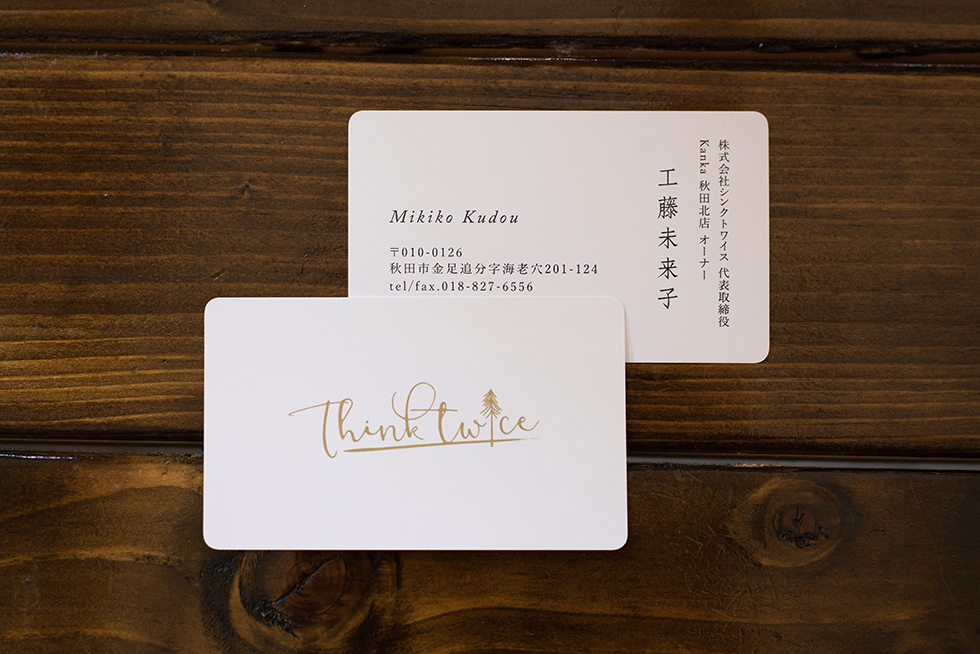 株式会社シンクトワイス 代表取締役
Kanka 秋田北店 オーナー
工藤未来子
Mikiko Kudou
〒010-0126
秋田市金足追分字海老穴201-124
tel/fax.018-827-6556
Think twice